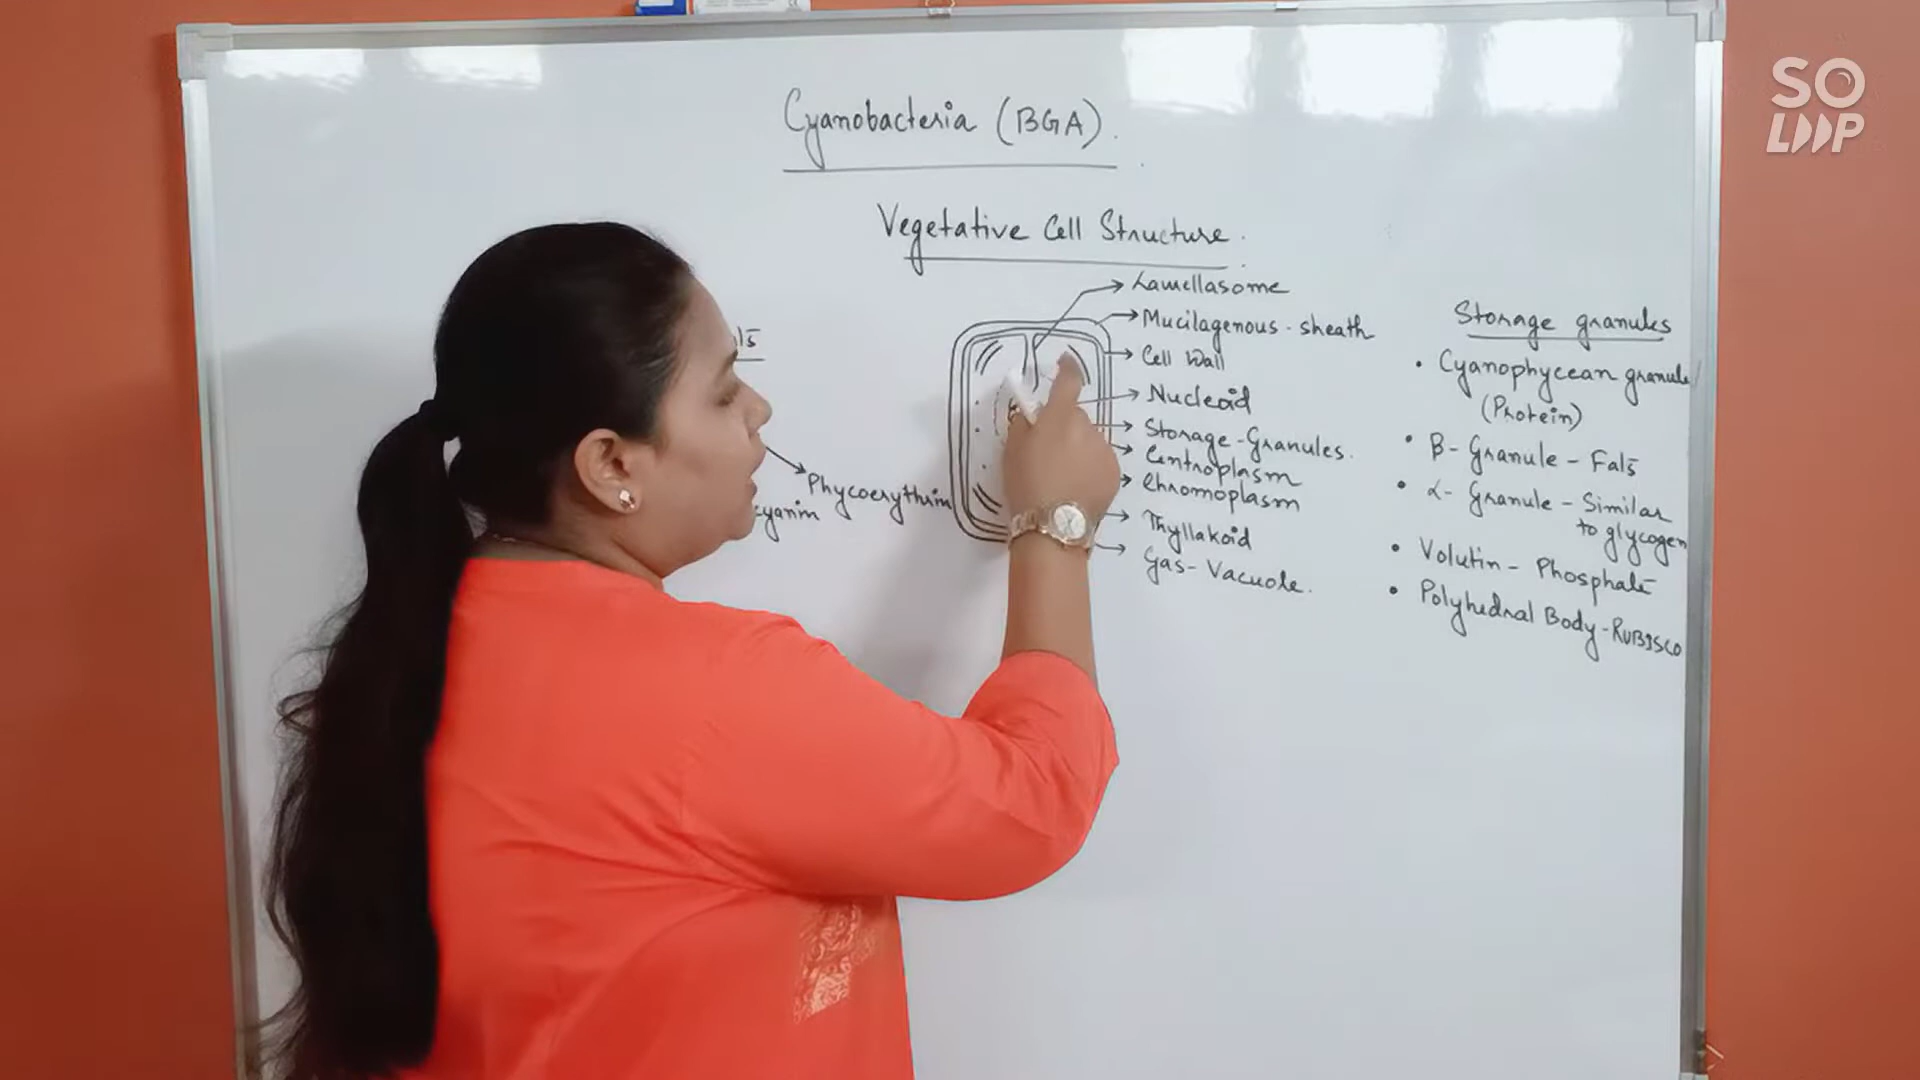 SO
LOOP
Cyanobacteria (BGA).
Vegetative Cell Structure.
Phycoerythrin
Lamellasome
Mucilagenous - sheath
Cell Wall
Nucleoid
Storage - Granules.
Centroplasm
Chromoplasm
Thyllakoid
Gas - Vacuole.
Storage granules
• Cyanophycean granule
(Protein)
• β - Granule - Fats
• α - Granule - Similar
to glycogen
• Volutin - Phosphate
• Polyhedral Body - RUBISCO